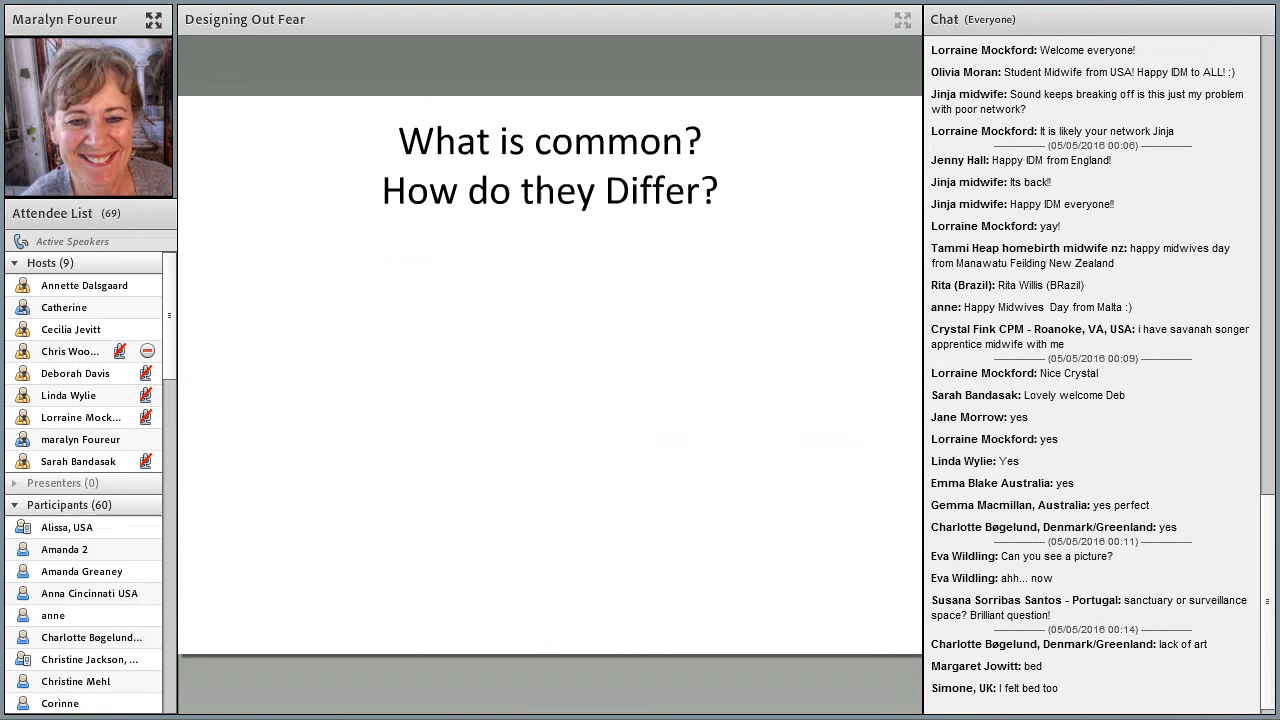 Maralyn Foureur
Attendee List (69)
Active Speakers
Hosts (9)
Annette Dalsgaard
Catherine
Cecilia Jevitt
Chris Woo...
Deborah Davis
Linda Wylie
Lorraine Mock...
maralyn Foureur
Sarah Bandasak
Presenters (0)
Participants (60)
Alissa, USA
Amanda 2
Amanda Greaney
Anna Cincinnati USA
anne
Charlotte Bøgelund...
Christine Jackson, ...
Christine Mehl
Corinne
Designing Out Fear
What is common?
How do they Differ?
Chat (Everyone)
Lorraine Mockford: Welcome everyone!
Olivia Moran: Student Midwife from USA! Happy IDM to ALL! :)
Jinja midwife: Sound keeps breaking off is this just my problem
with poor network?
Lorraine Mockford: It is likely your network Jinja
------------------ (05/05/2016 00:06) ------------------
Jenny Hall: Happy IDM from England!
Jinja midwife: Its back!!
Jinja midwife: Happy IDM everyone!!
Lorraine Mockford: yay!
Tammi Heap homebirth midwife nz: happy midwives day
from Manawatu Feilding New Zealand
Rita (Brazil): Rita Willis (BRazil)
anne: Happy Midwives Day from Malta :)
Crystal Fink CPM - Roanoke, VA, USA: i have savanah songer
apprentice midwife with me
------------------ (05/05/2016 00:09) ------------------
Lorraine Mockford: Nice Crystal
Sarah Bandasak: Lovely welcome Deb
Jane Morrow: yes
Lorraine Mockford: yes
Linda Wylie: Yes
Emma Blake Australia: yes
Gemma Macmillan, Australia: yes perfect
Charlotte Bøgelund, Denmark/Greenland: yes
------------------ (05/05/2016 00:11) ------------------
Eva Wildling: Can you see a picture?
Eva Wildling: ahh... now
Susana Sorribas Santos - Portugal: sanctuary or surveillance
space? Brilliant question!
------------------ (05/05/2016 00:14) ------------------
Charlotte Bøgelund, Denmark/Greenland: lack of art
Margaret Jowitt: bed
Simone, UK: I felt bed too